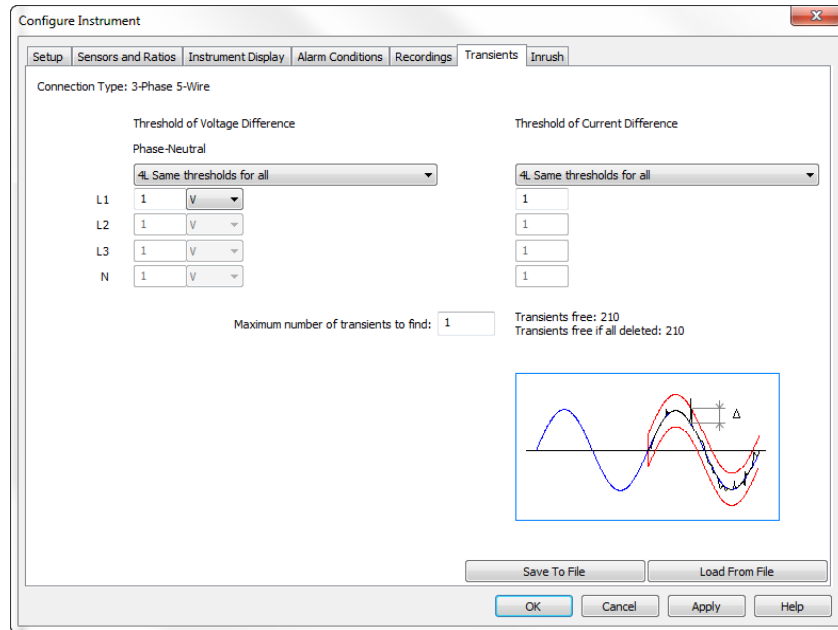 Configure Instrument
x
Setup Sensors and Ratios Instrument Display Alarm Conditions Recordings Transients Inrush
Connection Type: 3-Phase 5-Wire
Threshold of Voltage Difference Threshold of Current Difference
Phase-Neutral
4L Same thresholds for all 4L Same thresholds for all
L1 1 V 1
L2 1 V 1
L3 1 V 1
N 1 V 1
Maximum number of transients to find: 1 Transients free: 210
Transients free if all deleted: 210
Δ
Save To File Load From File
OK Cancel Apply Help